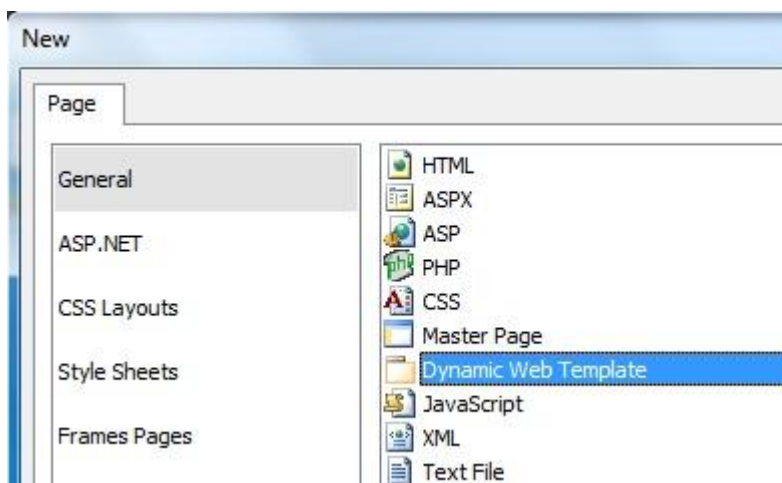 New
Page
General
ASP.NET
CSS Layouts
Style Sheets
Frames Pages
HTML
ASPX
ASP
PHP
CSS
Master Page
Dynamic Web Template
JavaScript
XML
Text File